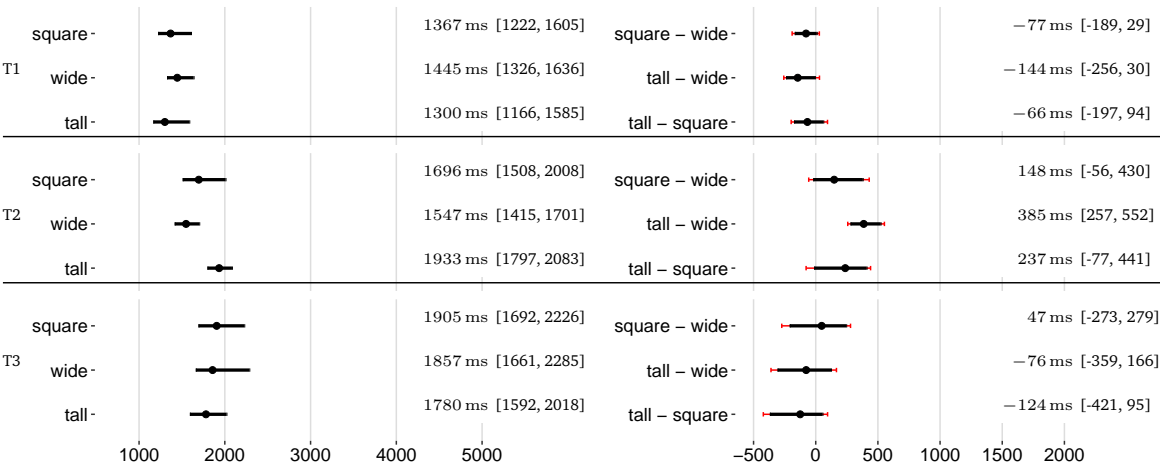 square 1367 ms [1222, 1605] square – wide −77 ms [-189, 29]
T1 wide 1445 ms [1326, 1636] tall – wide −144 ms [-256, 30]
tall 1300 ms [1166, 1585] tall – square −66 ms [-197, 94]
square 1696 ms [1508, 2008] square – wide 148 ms [-56, 430]
T2 wide 1547 ms [1415, 1701] tall – wide 385 ms [257, 552]
tall 1933 ms [1797, 2083] tall – square 237 ms [-77, 441]
square 1905 ms [1692, 2226] square – wide 47 ms [-273, 279]
T3 wide 1857 ms [1661, 2285] tall – wide −76 ms [-359, 166]
tall 1780 ms [1592, 2018] tall – square −124 ms [-421, 95]
1000 2000 3000 4000 5000 −500 0 500 1000 1500 2000